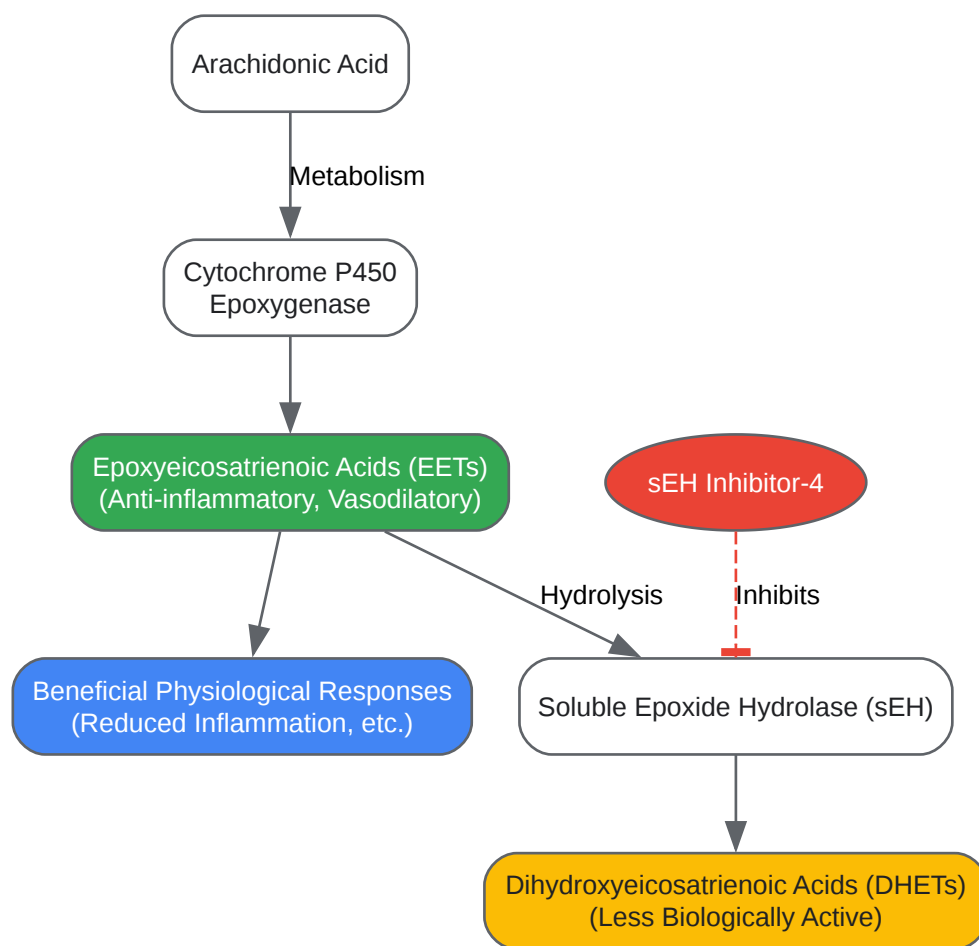 Arachidonic Acid
Metabolism
Cytochrome P450
Epoxygenase
Epoxyeicosatrienoic Acids (EETs)
(Anti-inflammatory, Vasodilatory)
sEH Inhibitor-4
Hydrolysis
Inhibits
Beneficial Physiological Responses
(Reduced Inflammation, etc.)
Soluble Epoxide Hydrolase (sEH)
Dihydroxyeicosatrienoic Acids (DHETs)
(Less Biologically Active)